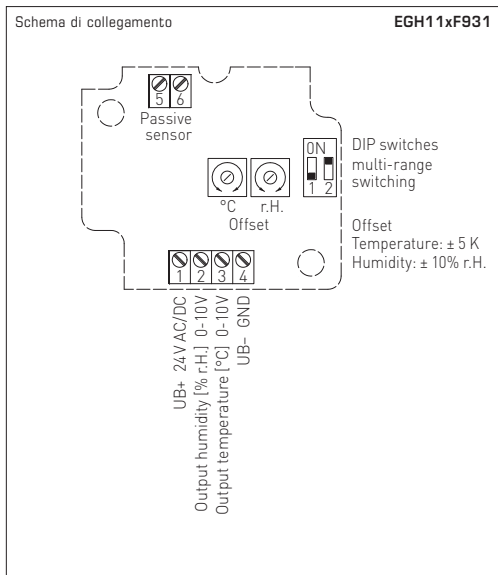 Schema di collegamento
EGH11xF931
5 6
Passive
sensor
ON
1 2
DIP switches
multi-range
switching
°C
r.H.
Offset
Offset
Temperature: ± 5 K
Humidity: ± 10% r.H.
1 2 3 4
UB+ 24V AC/DC
Output humidity [% r.H.] 0-10V
Output temperature [°C] 0-10V
UB− GND